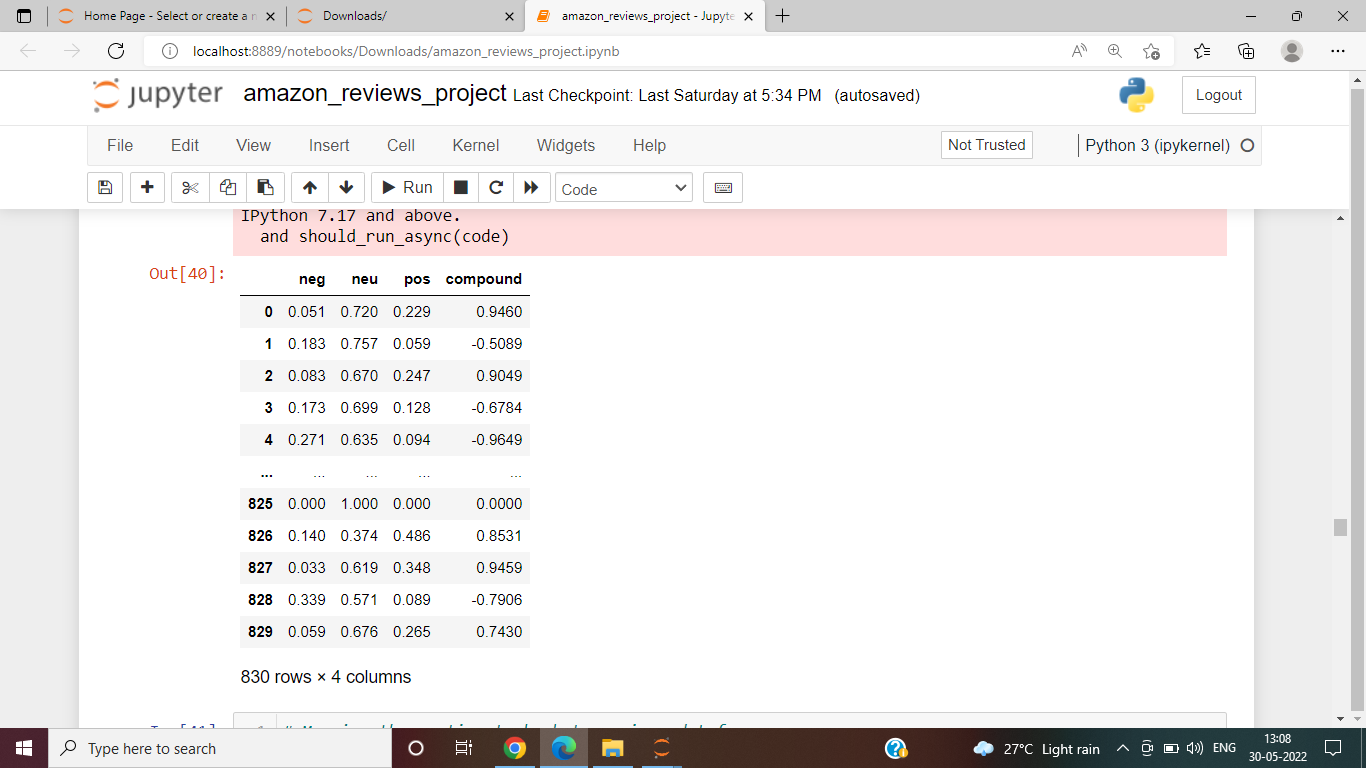 Home Page - Select or create a n
Downloads/
amazon_reviews_project - Jupyte
localhost:8889/notebooks/Downloads/amazon_reviews_project.ipynb
jupyter amazon_reviews_project Last Checkpoint: Last Saturday at 5:34 PM (autosaved)
Logout
File Edit View Insert Cell Kernel Widgets Help
Not Trusted
Python 3 (ipykernel)
Run
Code
IPython 7.17 and above.
and should_run_async(code)
Out[40]:
neg neu pos compound
0 0.051 0.720 0.229 0.9460
1 0.183 0.757 0.059 -0.5089
2 0.083 0.670 0.247 0.9049
3 0.173 0.699 0.128 -0.6784
4 0.271 0.635 0.094 -0.9649
... ... ... ... ...
825 0.000 1.000 0.000 0.0000
826 0.140 0.374 0.486 0.8531
827 0.033 0.619 0.348 0.9459
828 0.339 0.571 0.089 -0.7906
829 0.059 0.676 0.265 0.7430
830 rows × 4 columns
Type here to search
27°C Light rain
ENG
13:08
30-05-2022